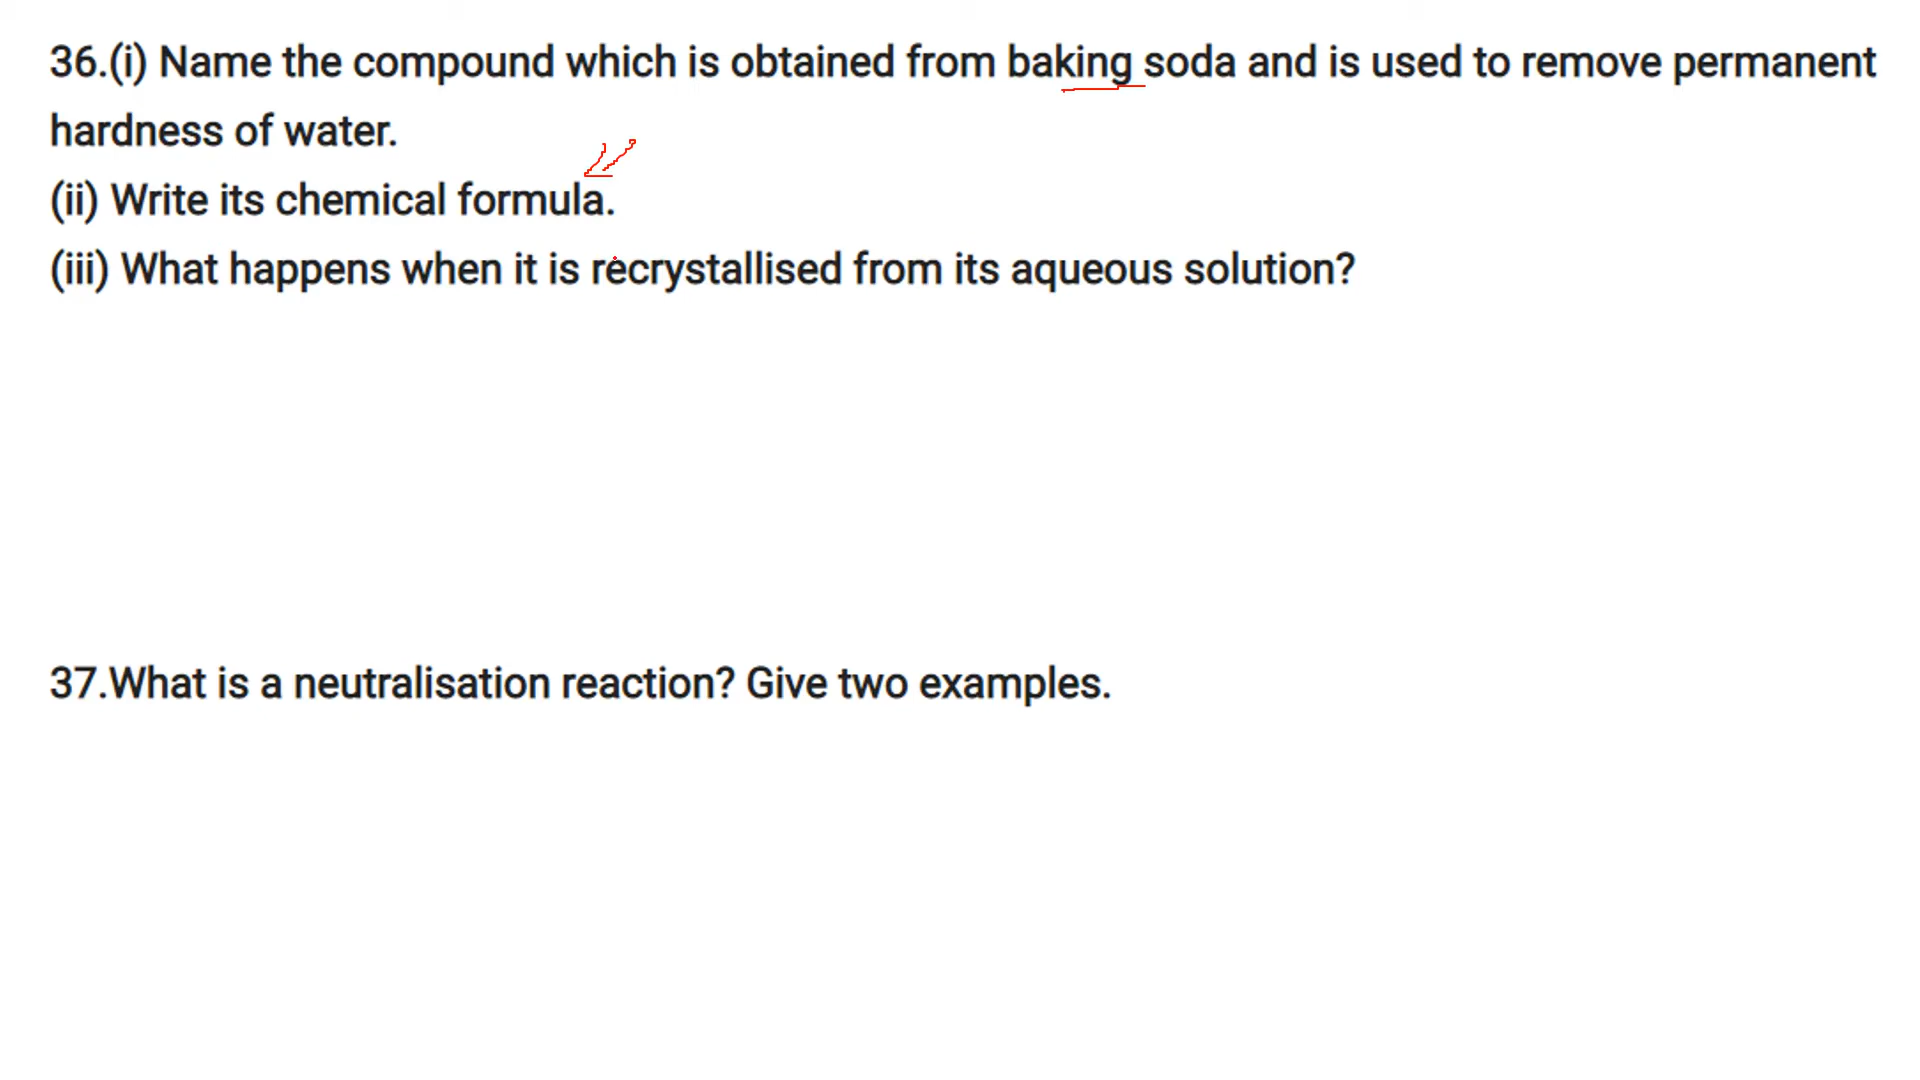 36.(i) Name the compound which is obtained from baking soda and is used to remove permanent
hardness of water.
(ii) Write its chemical formula.
(iii) What happens when it is recrystallised from its aqueous solution?
37.What is a neutralisation reaction? Give two examples.